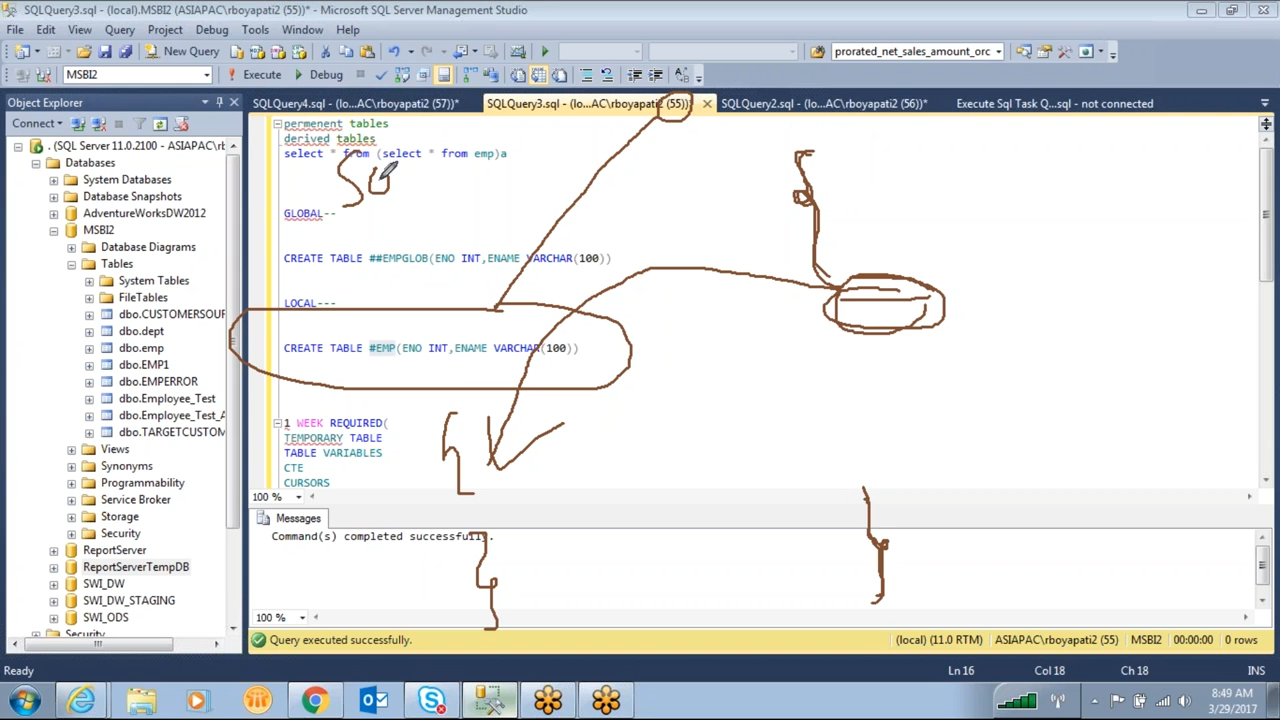 SQLQuery3.sql - (local).MSBI2 (ASIAPAC\rboyapati2 (55))* - Microsoft SQL Server Management Studio
File Edit View Query Project Debug Tools Window Help
New Query prorated_net_sales_amount_orc
MSBI2 Execute Debug
Object Explorer
SQLQuery4.sql - (lo...AC\rboyapati2 (57))* SQLQuery3.sql - (lo...AC\rboyapati2 (55))* SQLQuery2.sql - (lo...AC\rboyapati2 (56))* Execute Sql Task Q...sql - not connected
Connect
. (SQL Server 11.0.2100 - ASIAPAC\rb
Databases
System Databases
Database Snapshots
AdventureWorksDW2012
MSBI2
Database Diagrams
Tables
System Tables
FileTables
dbo.CUSTOMERSOUR
dbo.dept
dbo.emp
dbo.EMP1
dbo.EMPERROR
dbo.Employee_Test
dbo.Employee_Test_A
dbo.TARGETCUSTOM
Views
Synonyms
Programmability
Service Broker
Storage
Security
ReportServer
ReportServerTempDB
SWI_DW
SWI_DW_STAGING
SWI_ODS
Security
permenent tables
derived tables
select * from (select * from emp)a
GLOBAL--
CREATE TABLE ##EMPGLOB(ENO INT,ENAME VARCHAR(100))
LOCAL---
CREATE TABLE #EMP(ENO INT,ENAME VARCHAR(100))
1 WEEK REQUIRED(
TEMPORARY TABLE
TABLE VARIABLES
CTE
CURSORS
100 %
Messages
Command(s) completed successfully.
100 %
Query executed successfully. (local) (11.0 RTM) ASIAPAC\rboyapati2 (55) MSBI2 00:00:00 0 rows
Ready Ln 16 Col 18 Ch 18 INS
8:49 AM
3/29/2017